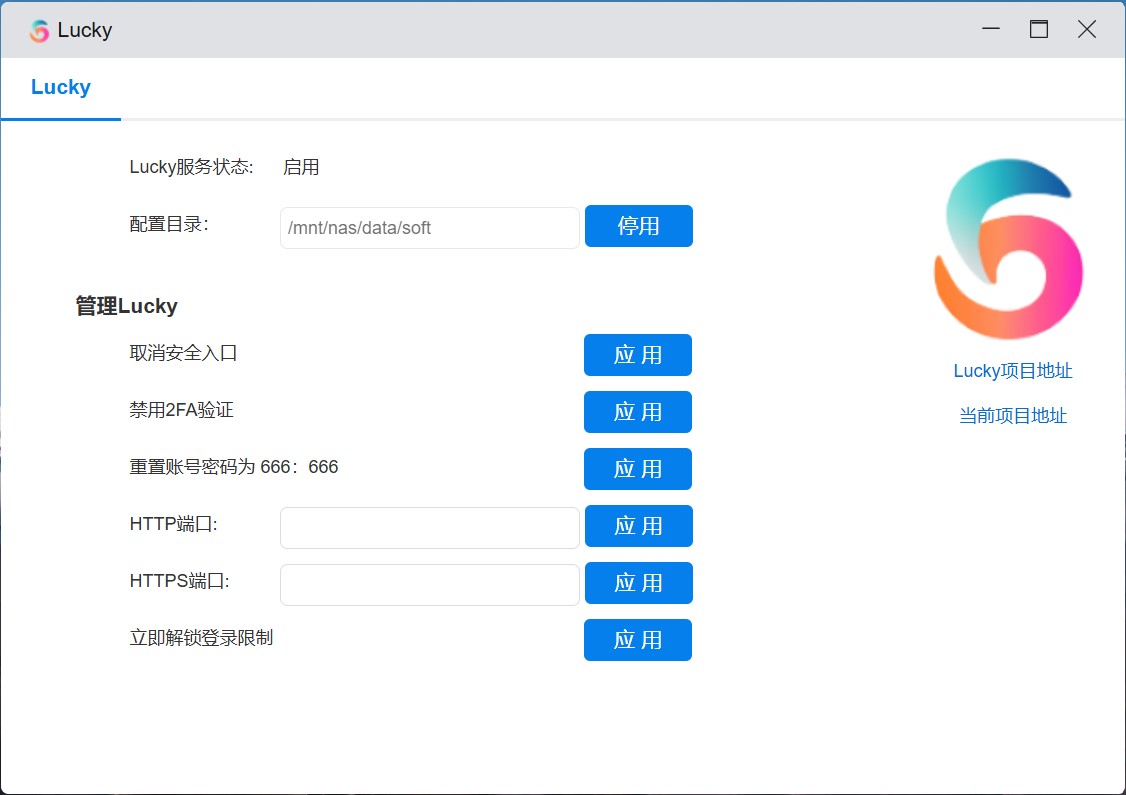 Lucky
Lucky
Lucky服务状态: 启用
配置目录: /mnt/nas/data/soft 停用
管理Lucky
取消安全入口 应 用
禁用2FA验证 应 用
重置账号密码为 666：666 应 用
HTTP端口: 应 用
HTTPS端口: 应 用
立即解锁登录限制 应 用
Lucky项目地址
当前项目地址